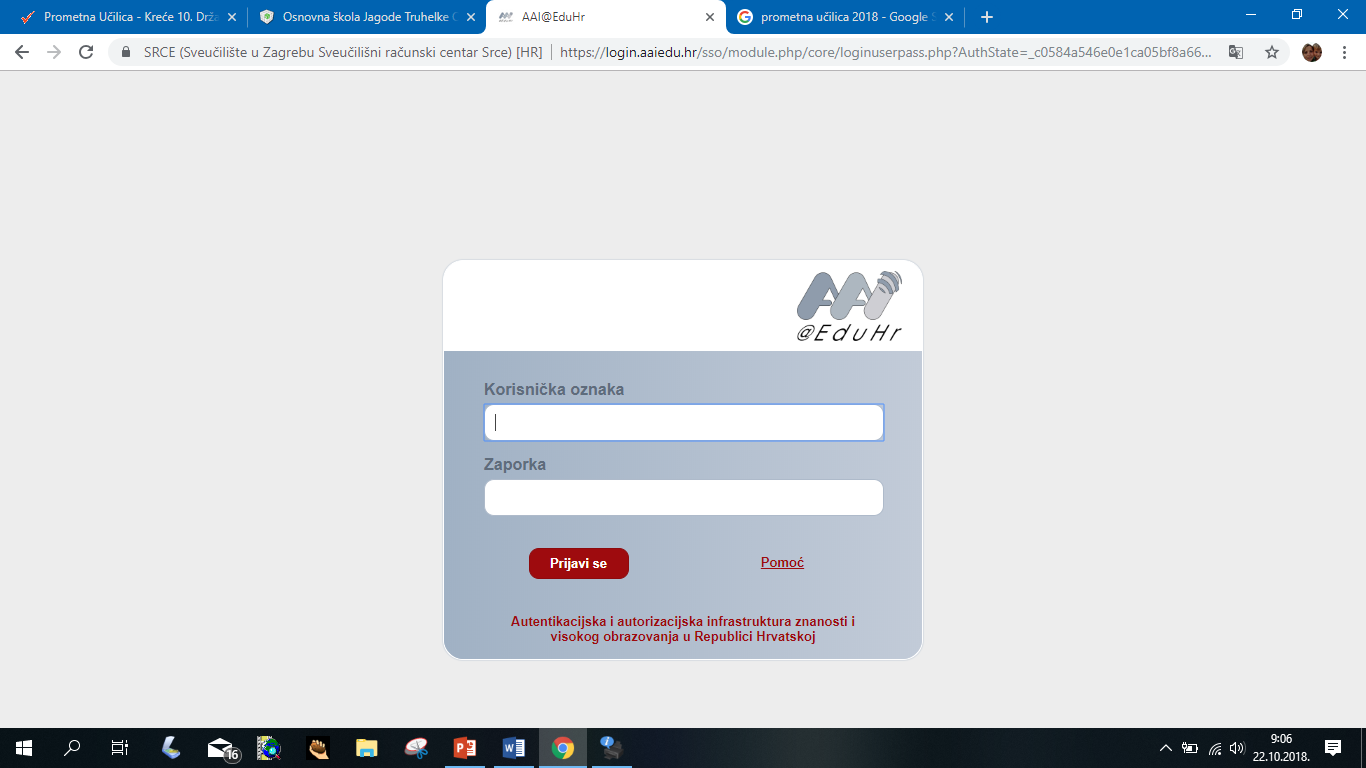 Prometna Učilica - Kreće 10. Drža
Osnovna škola Jagode Truhelke O
AAI@EduHr
prometna učilica 2018 - Google S
SRCE (Sveučilište u Zagrebu Sveučilišni računski centar Srce) [HR]
https://login.aaiedu.hr/sso/module.php/core/loginuserpass.php?AuthState=_c0584a546e0e1ca05bf8a66...
AAI
@EduHr
Korisnička oznaka
Zaporka
Prijavi se
Pomoć
Autentikacijska i autorizacijska infrastruktura znanosti i
visokog obrazovanja u Republici Hrvatskoj
16
9:06
22.10.2018.